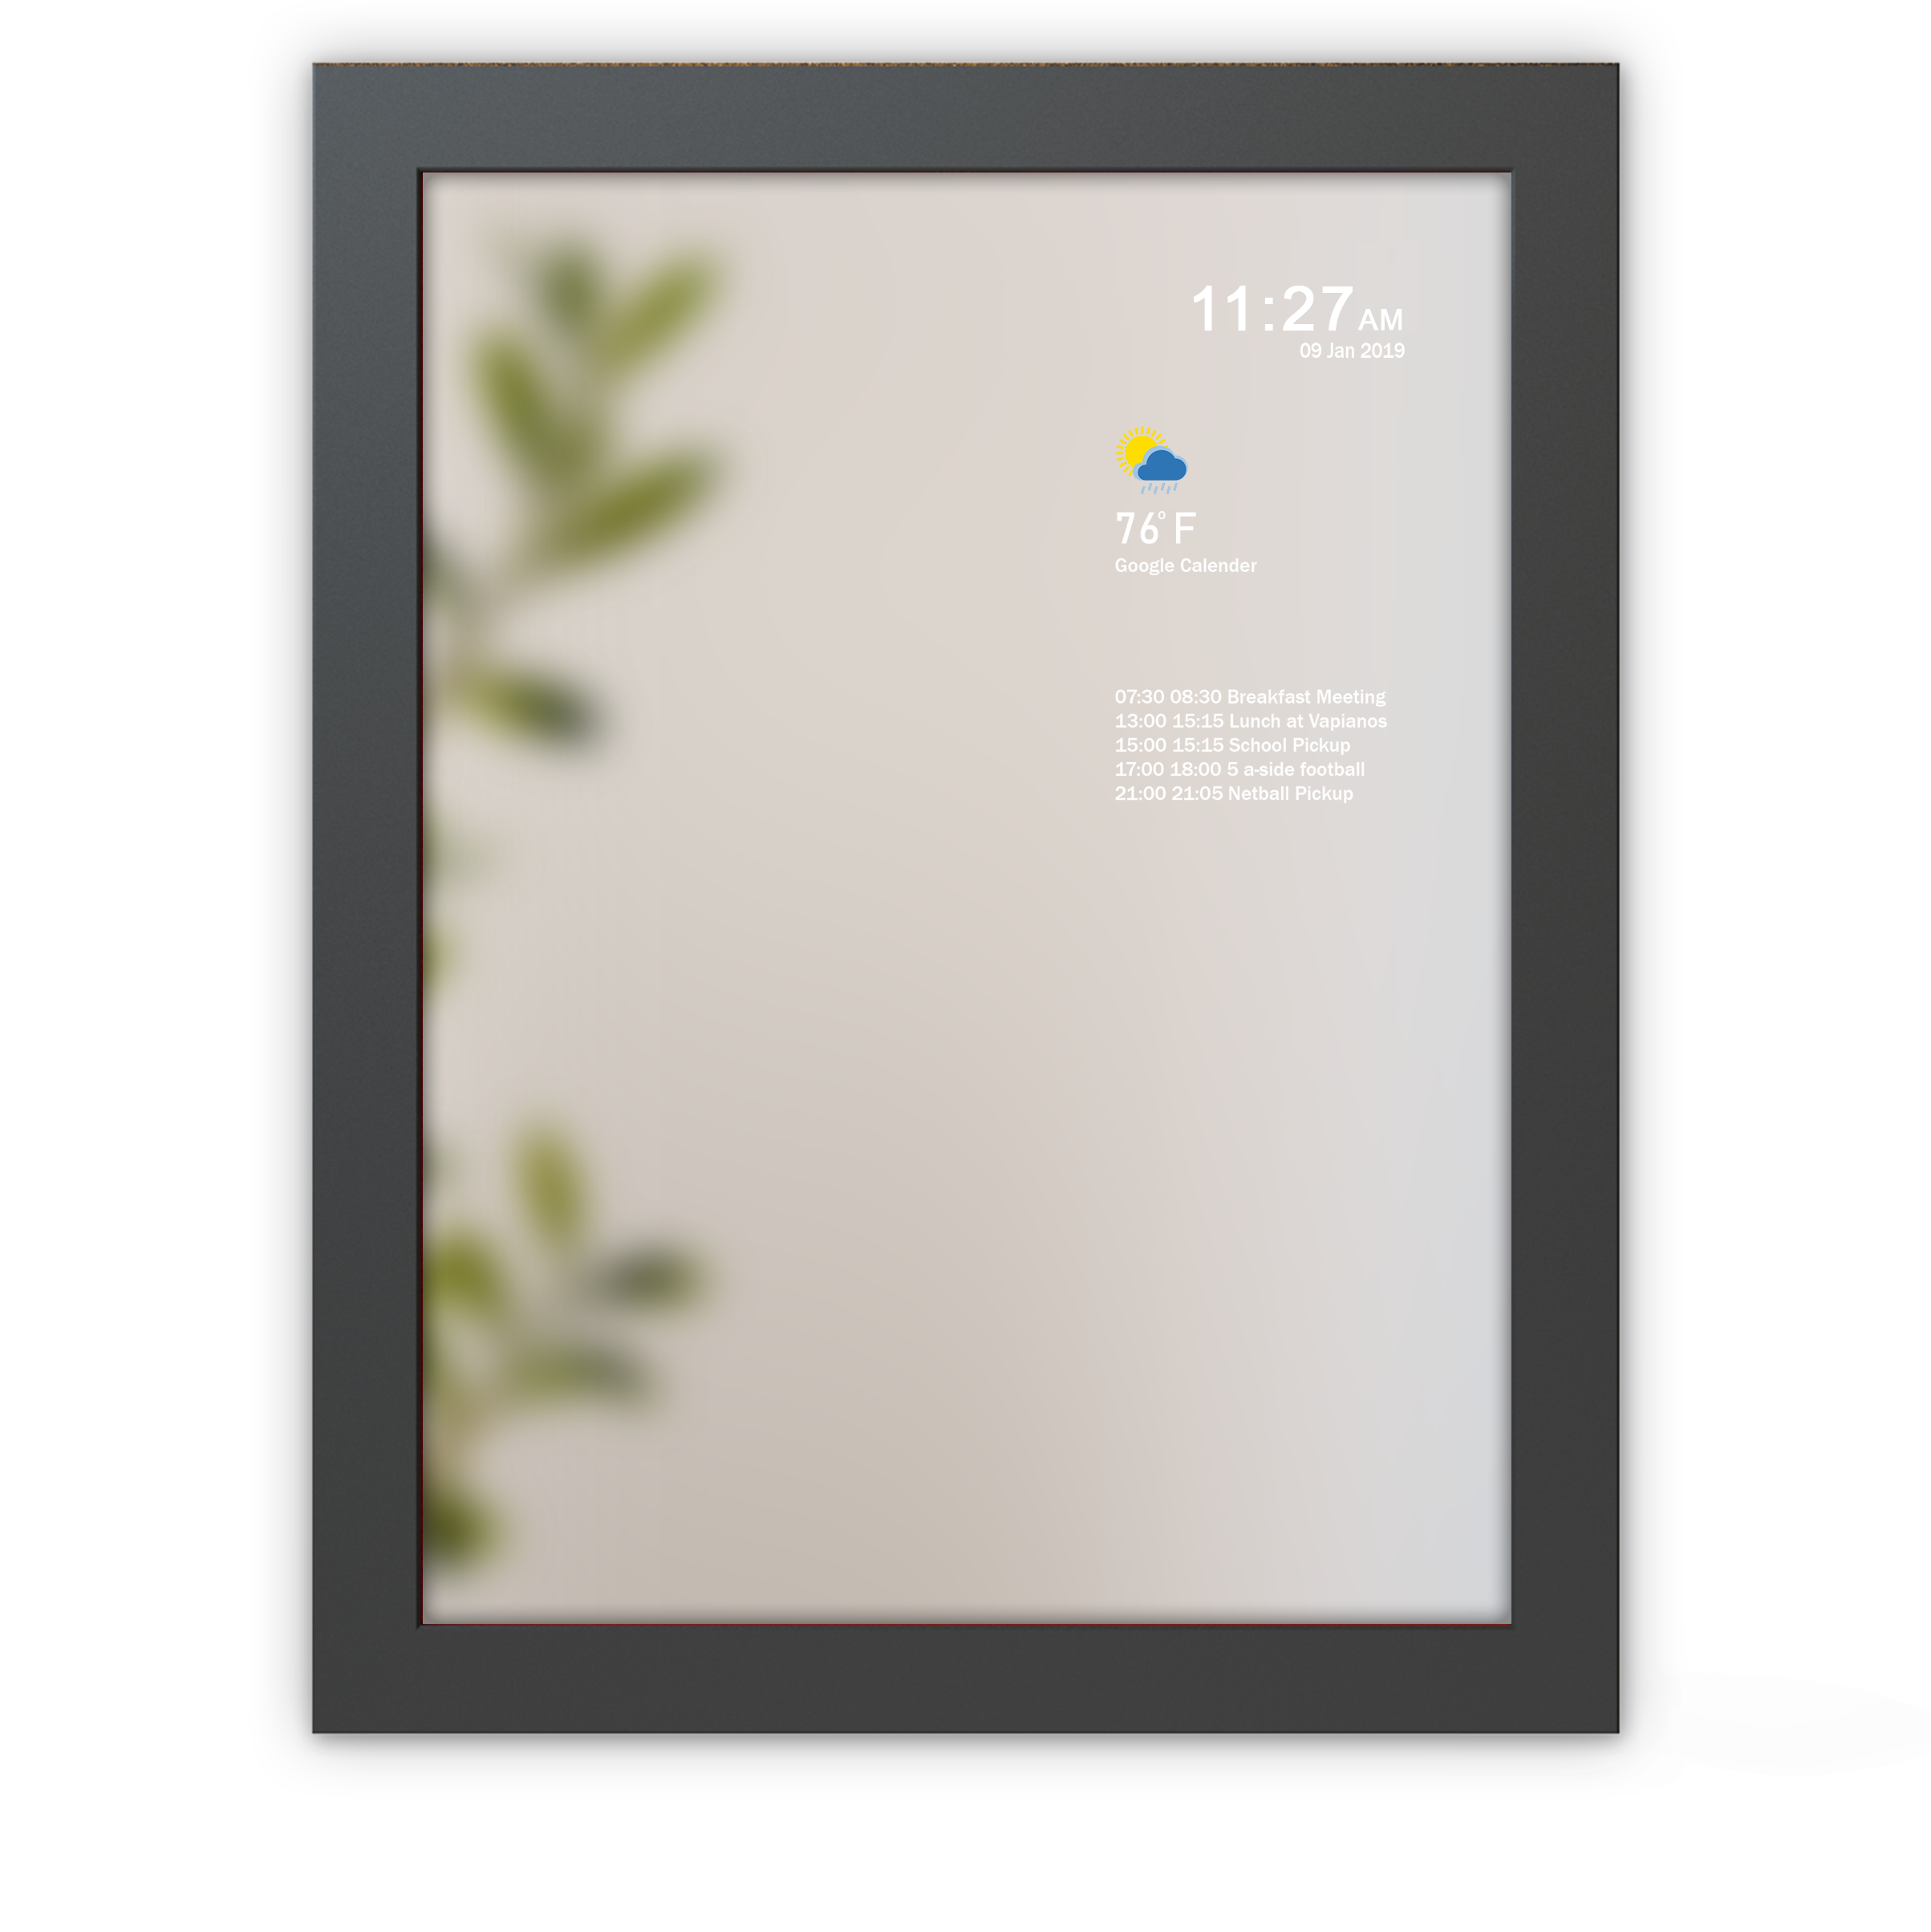 11:27 AM
09 Jan 2019
76° F
Google Calender
07:30 08:30 Breakfast Meeting
13:00 15:15 Lunch at Vapianos
15:00 15:15 School Pickup
17:00 18:00 5 a-side football
21:00 21:05 Netball Pickup